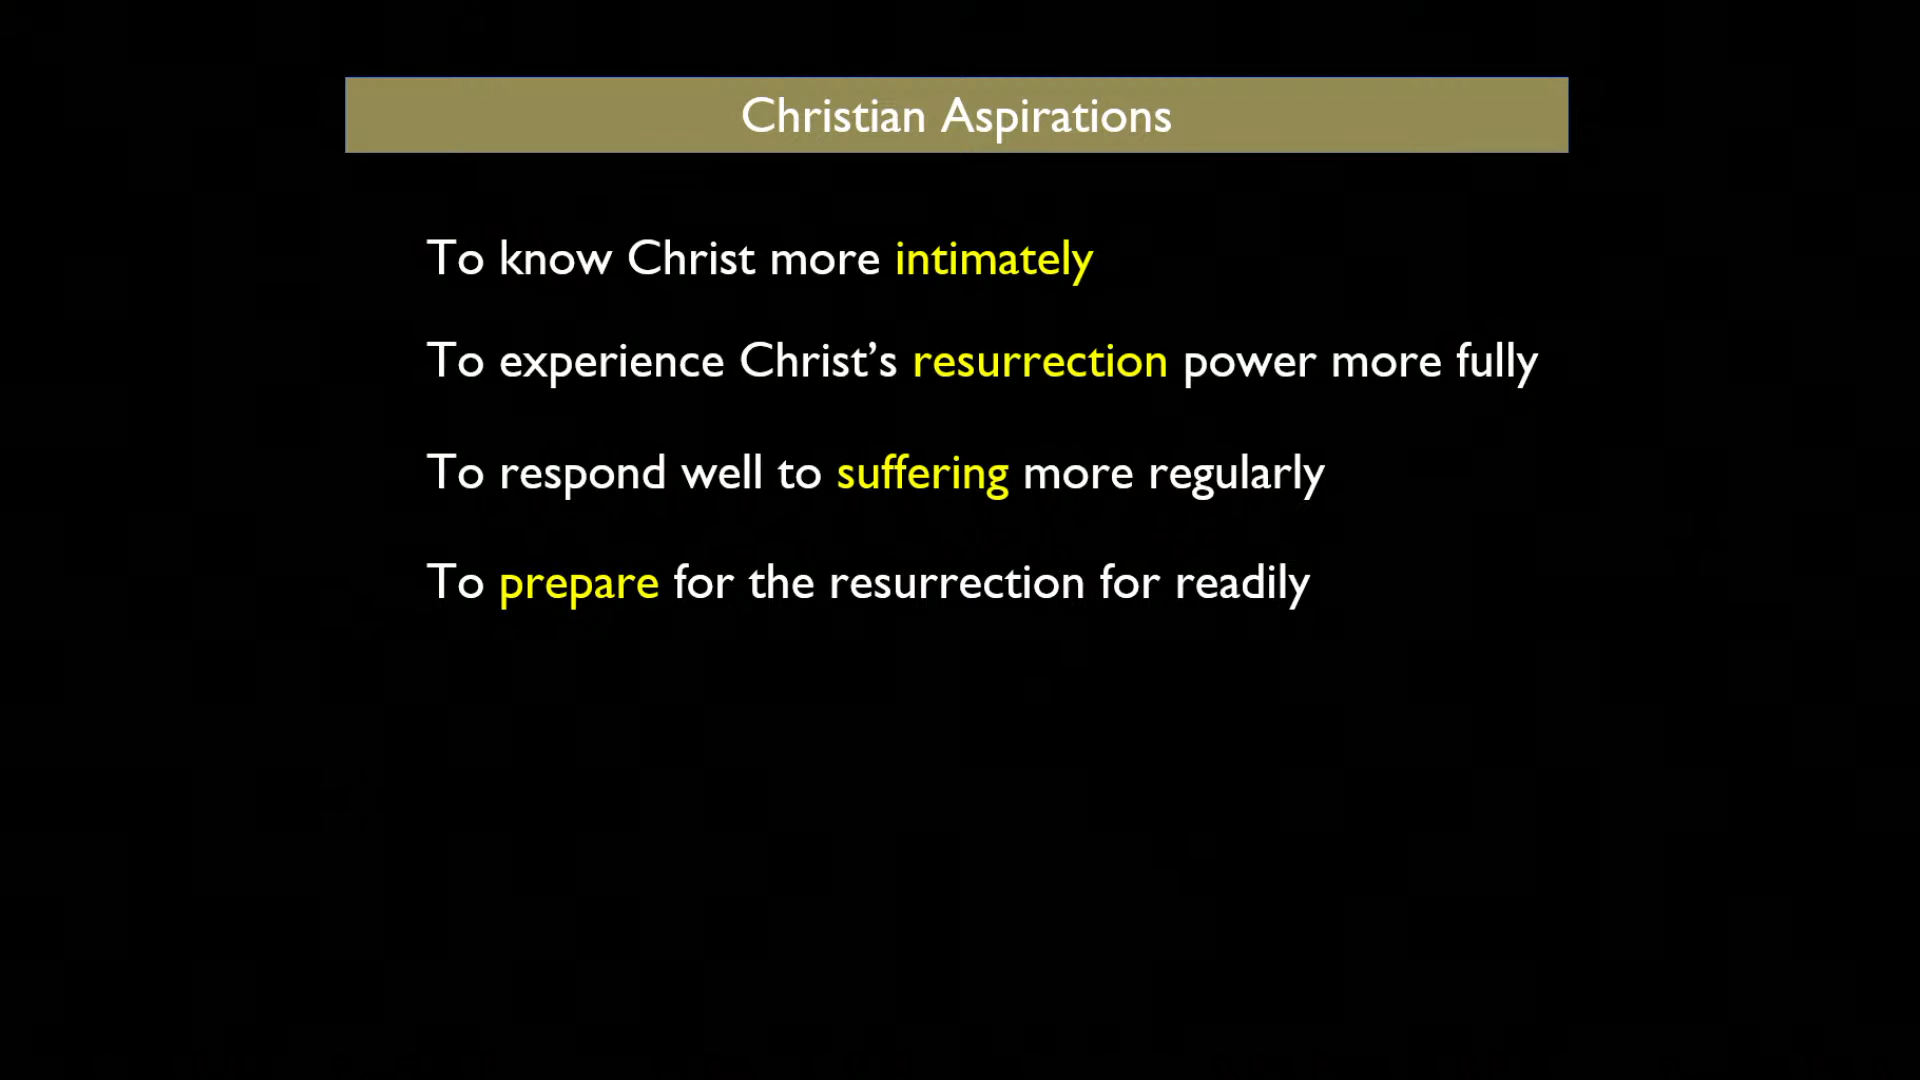 Christian Aspirations
To know Christ more intimately
To experience Christ’s resurrection power more fully
To respond well to suffering more regularly
To prepare for the resurrection for readily